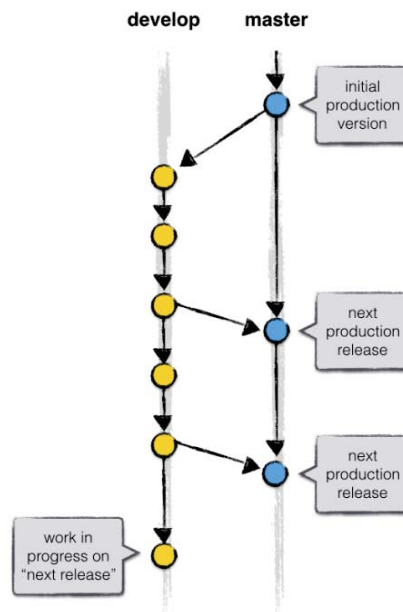 develop master
initial
production
version
next
production
release
next
production
release
work in
progress on
“next release”